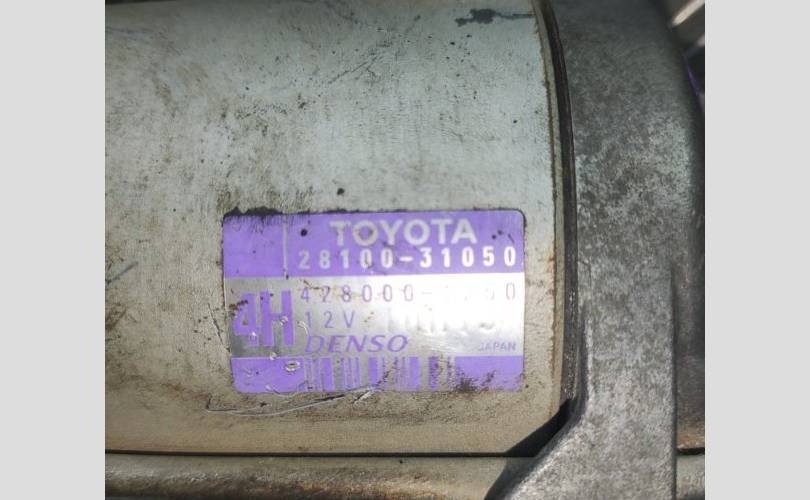 TOYOTA
28100-31050
4H
12V
DENSO
JAPAN